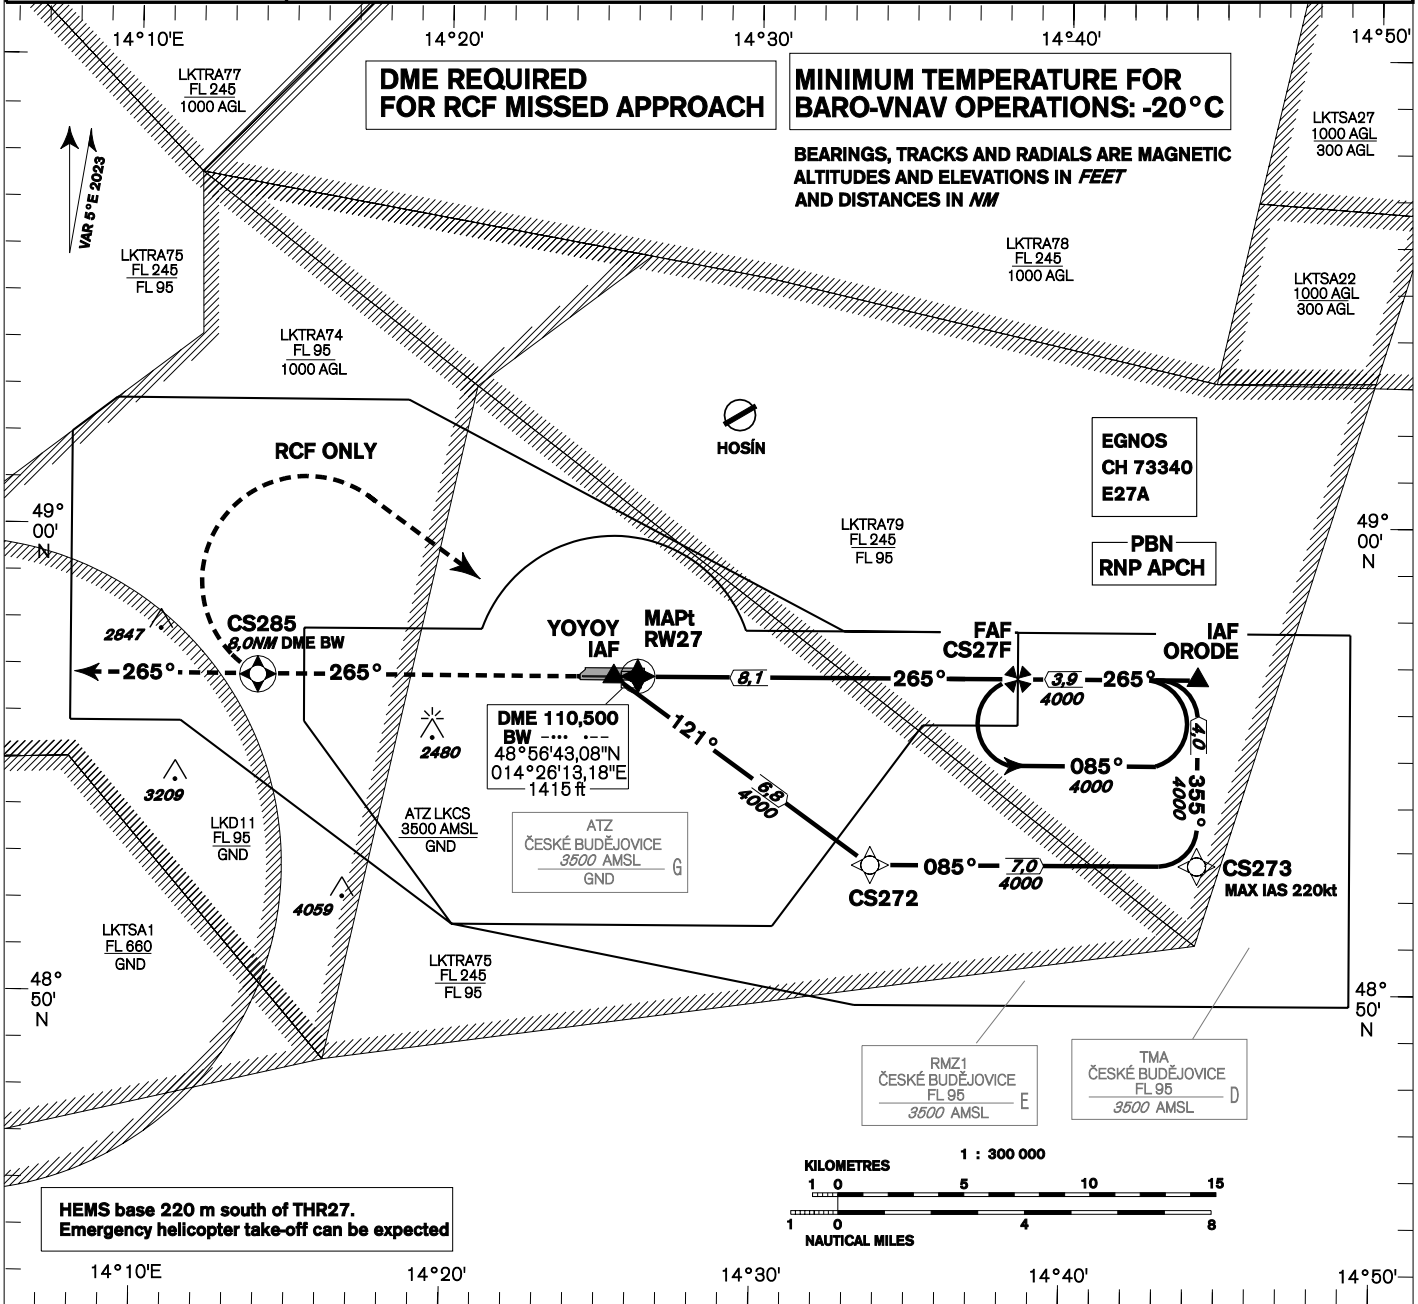 14°10'E
14°20'
14°30'
14°40'
14°50'
LKTRA77
FL 245
1000 AGL
DME REQUIRED
FOR RCF MISSED APPROACH
MINIMUM TEMPERATURE FOR
BARO-VNAV OPERATIONS: -20°C
LKTSA27
1000 AGL
300 AGL
BEARINGS, TRACKS AND RADIALS ARE MAGNETIC
ALTITUDES AND ELEVATIONS IN FEET
AND DISTANCES IN NM
VAR 5°E 2023
LKTRA75
FL 245
FL 95
LKTRA78
FL 245
1000 AGL
LKTSA22
1000 AGL
300 AGL
LKTRA74
FL 95
1000 AGL
HOSÍN
RCF ONLY
EGNOS
CH 73340
E27A
49°
00'
N
LKTRA79
FL 245
FL 95
49°
00'
N
PBN
RNP APCH
2847
CS285
8,0NM DME BW
YOYOY
IAF
MAPt
RW27
FAF
CS27F
IAF
ORODE
265°
265°
8,1
265°
3,9
4000
265°
DME 110,500
BW -··· ·--
48°56'43,08"N
014°26'13,18"E
1415 ft
121°
2480
4,0
355°
4000
085°
4000
3209
6,8
4000
LKD11
FL 95
GND
ATZ LKCS
3500 AMSL
GND
ATZ
ČESKÉ BUDĚJOVICE
3500 AMSL
GND
G
085°
7,0
4000
CS272
CS273
MAX IAS 220kt
4059
LKTSA1
FL 660
GND
LKTRA75
FL 245
FL 95
48°
50'
N
48°
50'
N
RMZ1
ČESKÉ BUDĚJOVICE
FL 95
3500 AMSL
E
TMA
ČESKÉ BUDĚJOVICE
FL 95
3500 AMSL
D
1 : 300 000
KILOMETRES
1 0 5 10 15
1 0 4 8
NAUTICAL MILES
HEMS base 220 m south of THR27.
Emergency helicopter take-off can be expected
14°10'E
14°20'
14°30'
14°40'
14°50'